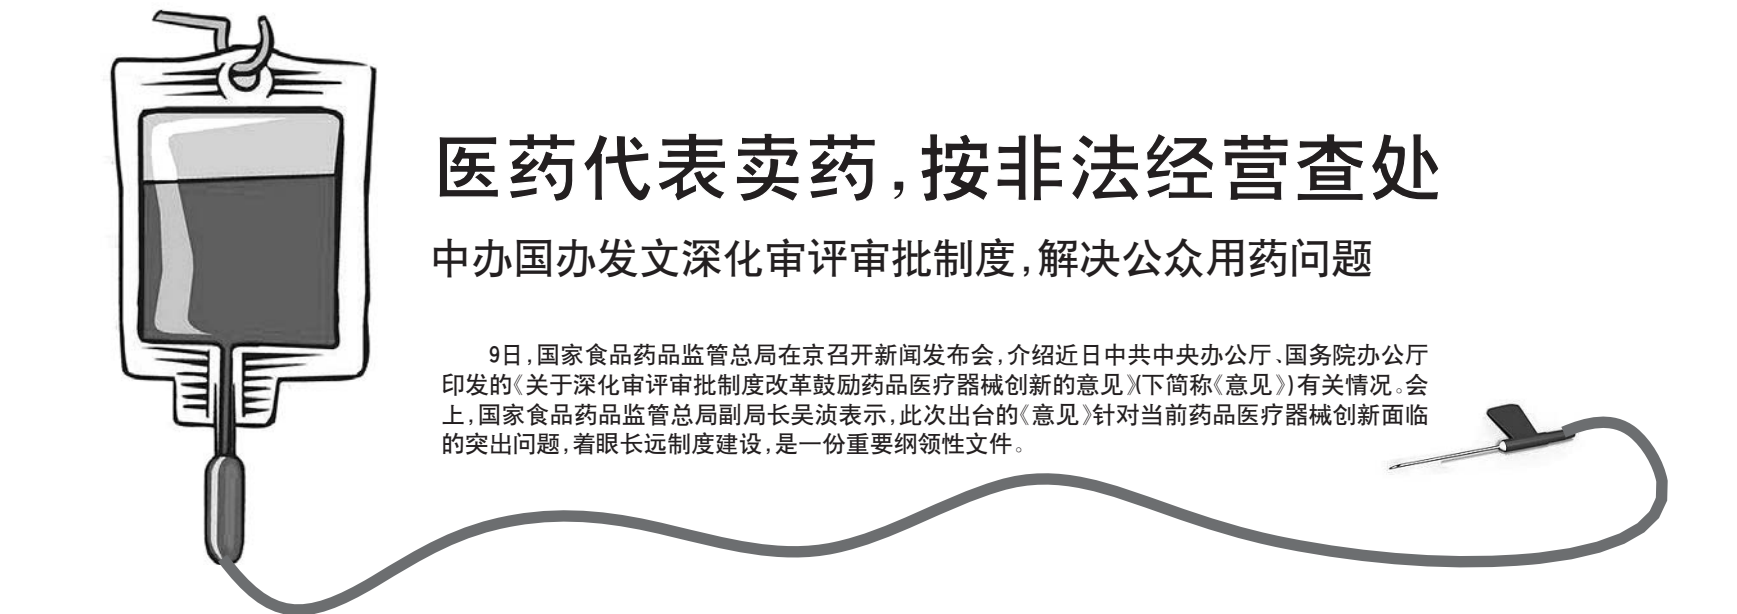 医药代表卖药,按非法经营查处
中办国办发文深化审评审批制度,解决公众用药问题
9日,国家食品药品监管总局在京召开新闻发布会,介绍近日中共中央办公厅、国务院办公厅
印发的《关于深化审评审批制度改革鼓励药品医疗器械创新的意见》(下简称《意见》)有关情况。会
上,国家食品药品监管总局副局长吴浈表示,此次出台的《意见》针对当前药品医疗器械创新面临
的突出问题,着眼长远制度建设,是一份重要纲领性文件。